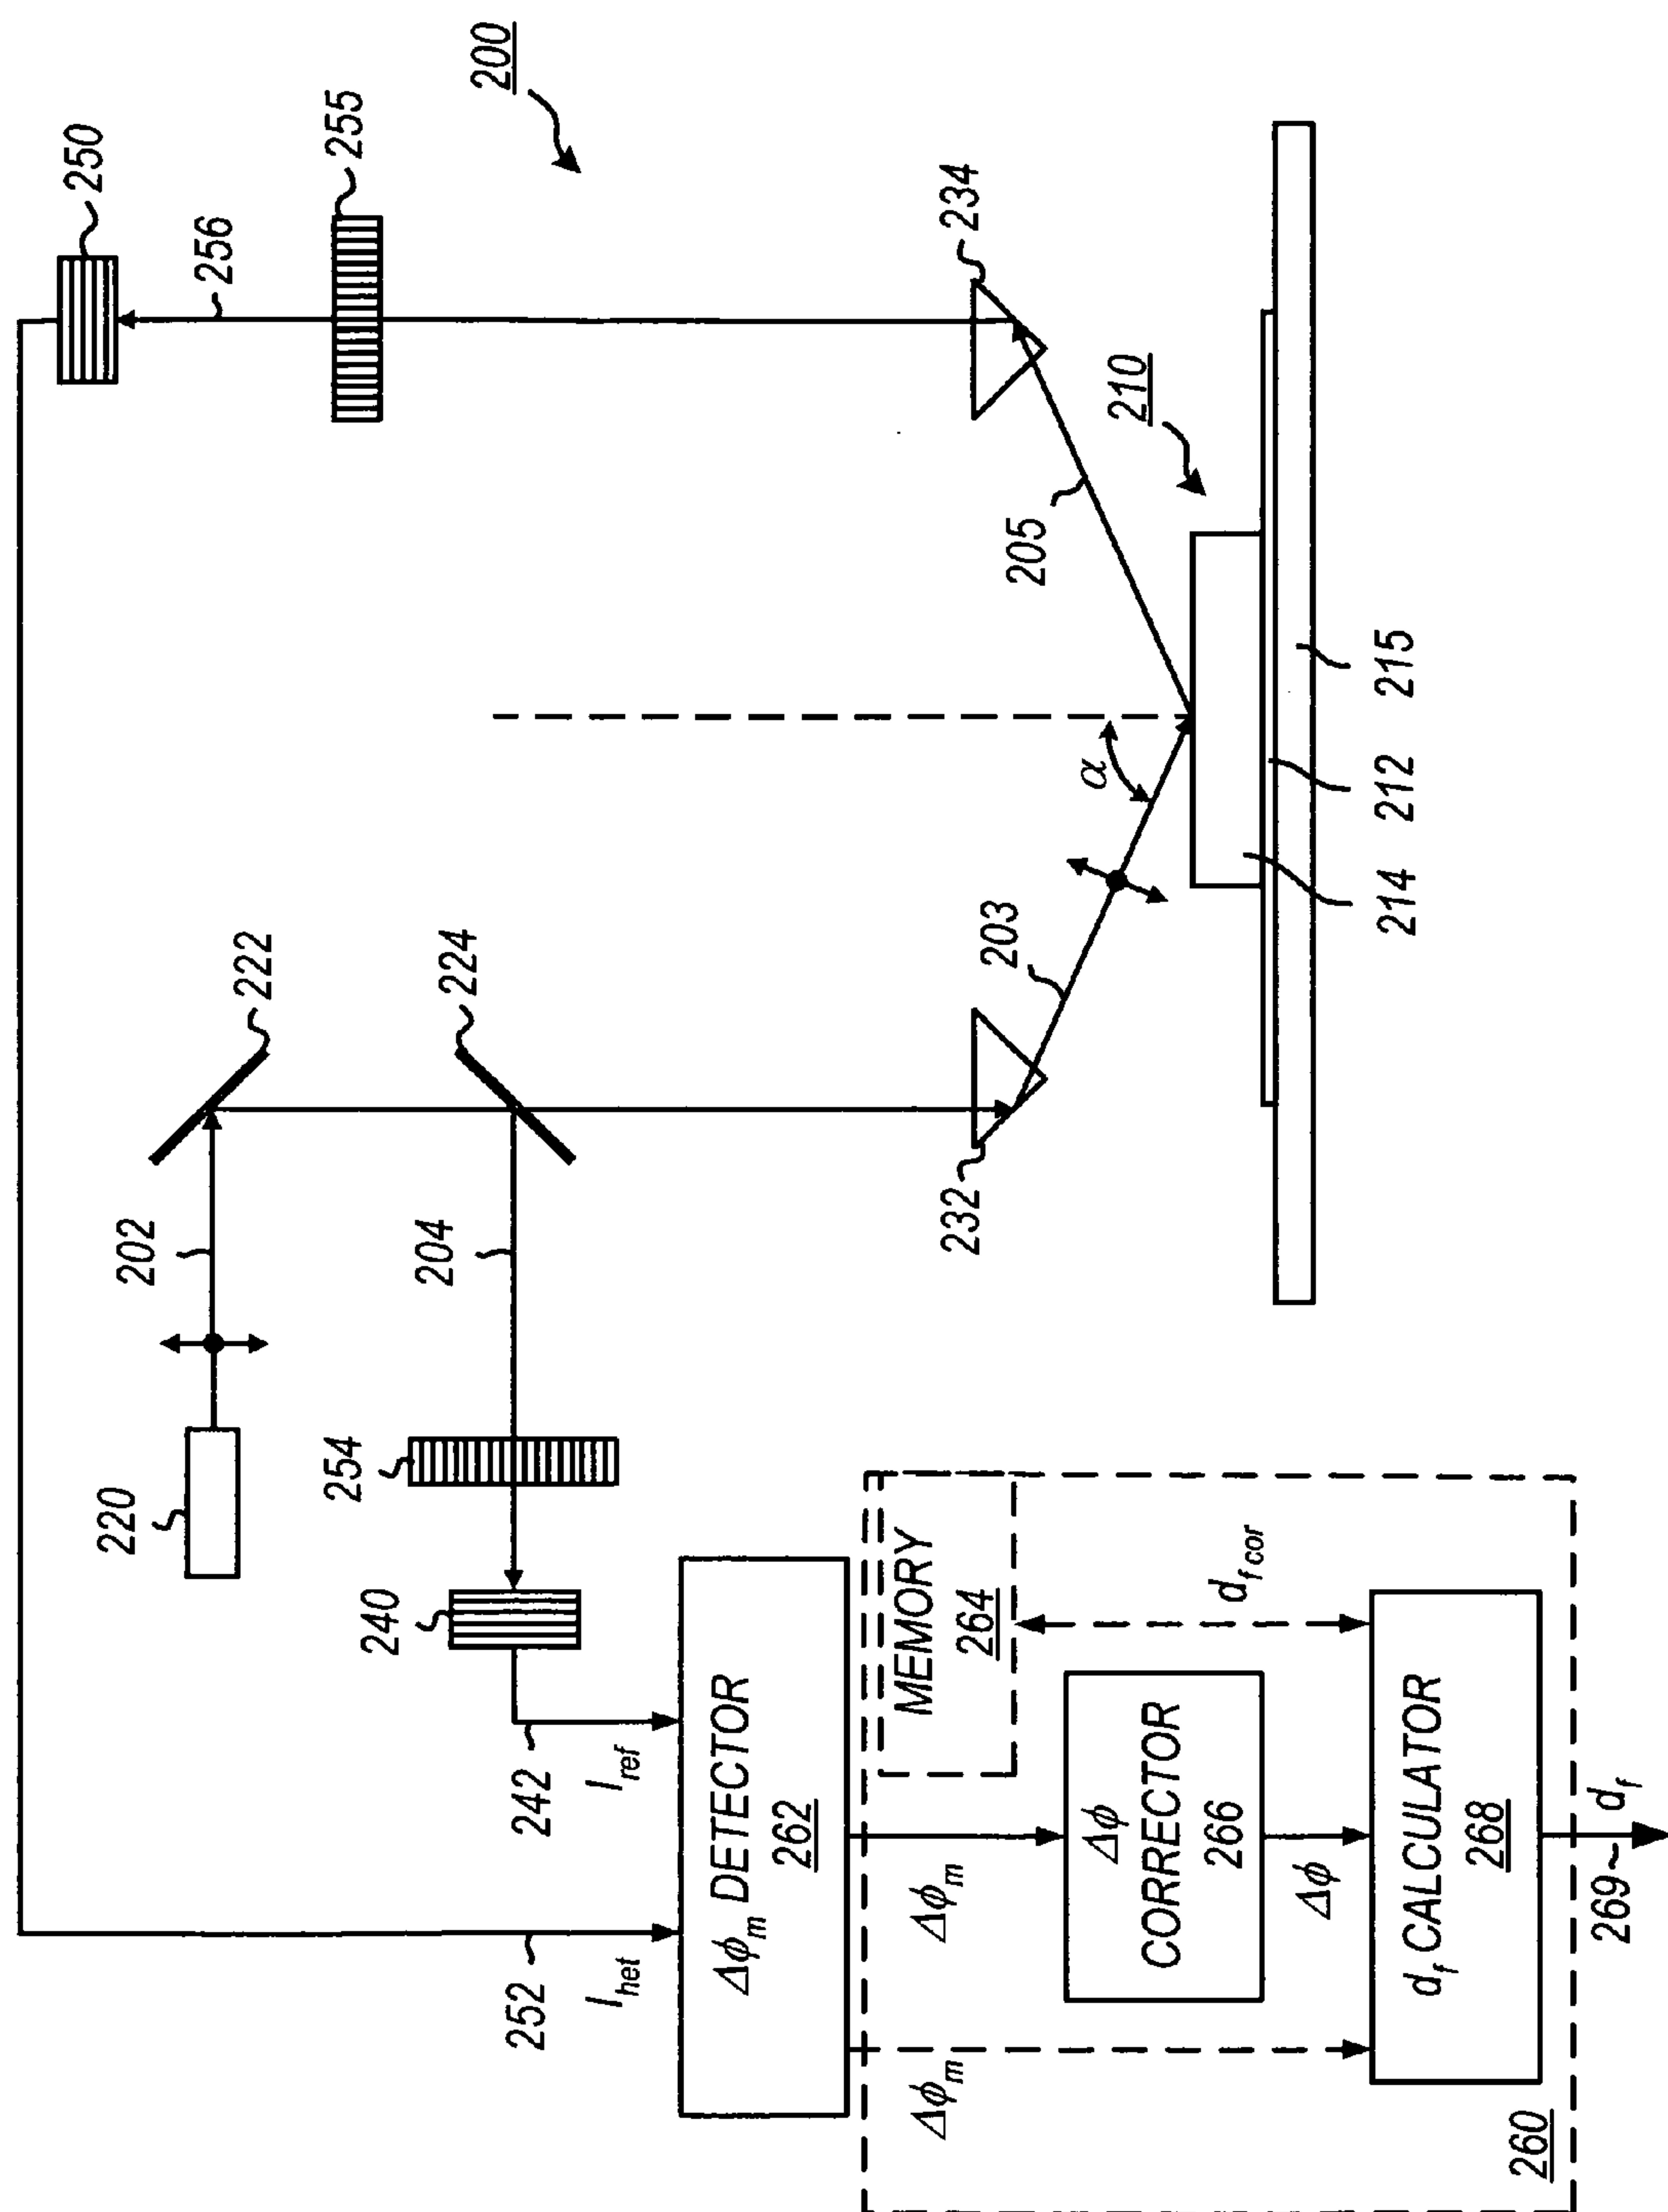 200
250
256
255
234
210
205
α
203
222
224
202
204
232
220
254
240
215
212
214
242
I_ref
252
I_het
Δϕ_m DETECTOR
262
MEMORY
264
d_f cor
Δϕ_m
Δϕ_m
Δϕ
CORRECTOR
266
Δϕ
d_f CALCULATOR
268
269
d_f
260